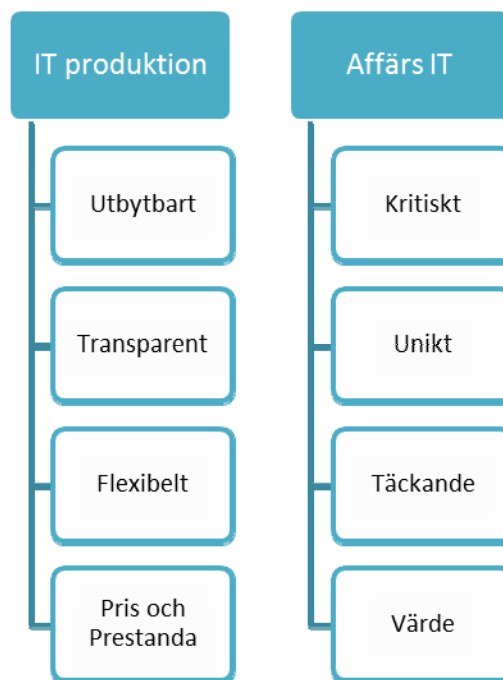 IT produktion
Utbytbart
Transparent
Flexibelt
Pris och
Prestanda
Affärs IT
Kritiskt
Unikt
Täckande
Värde